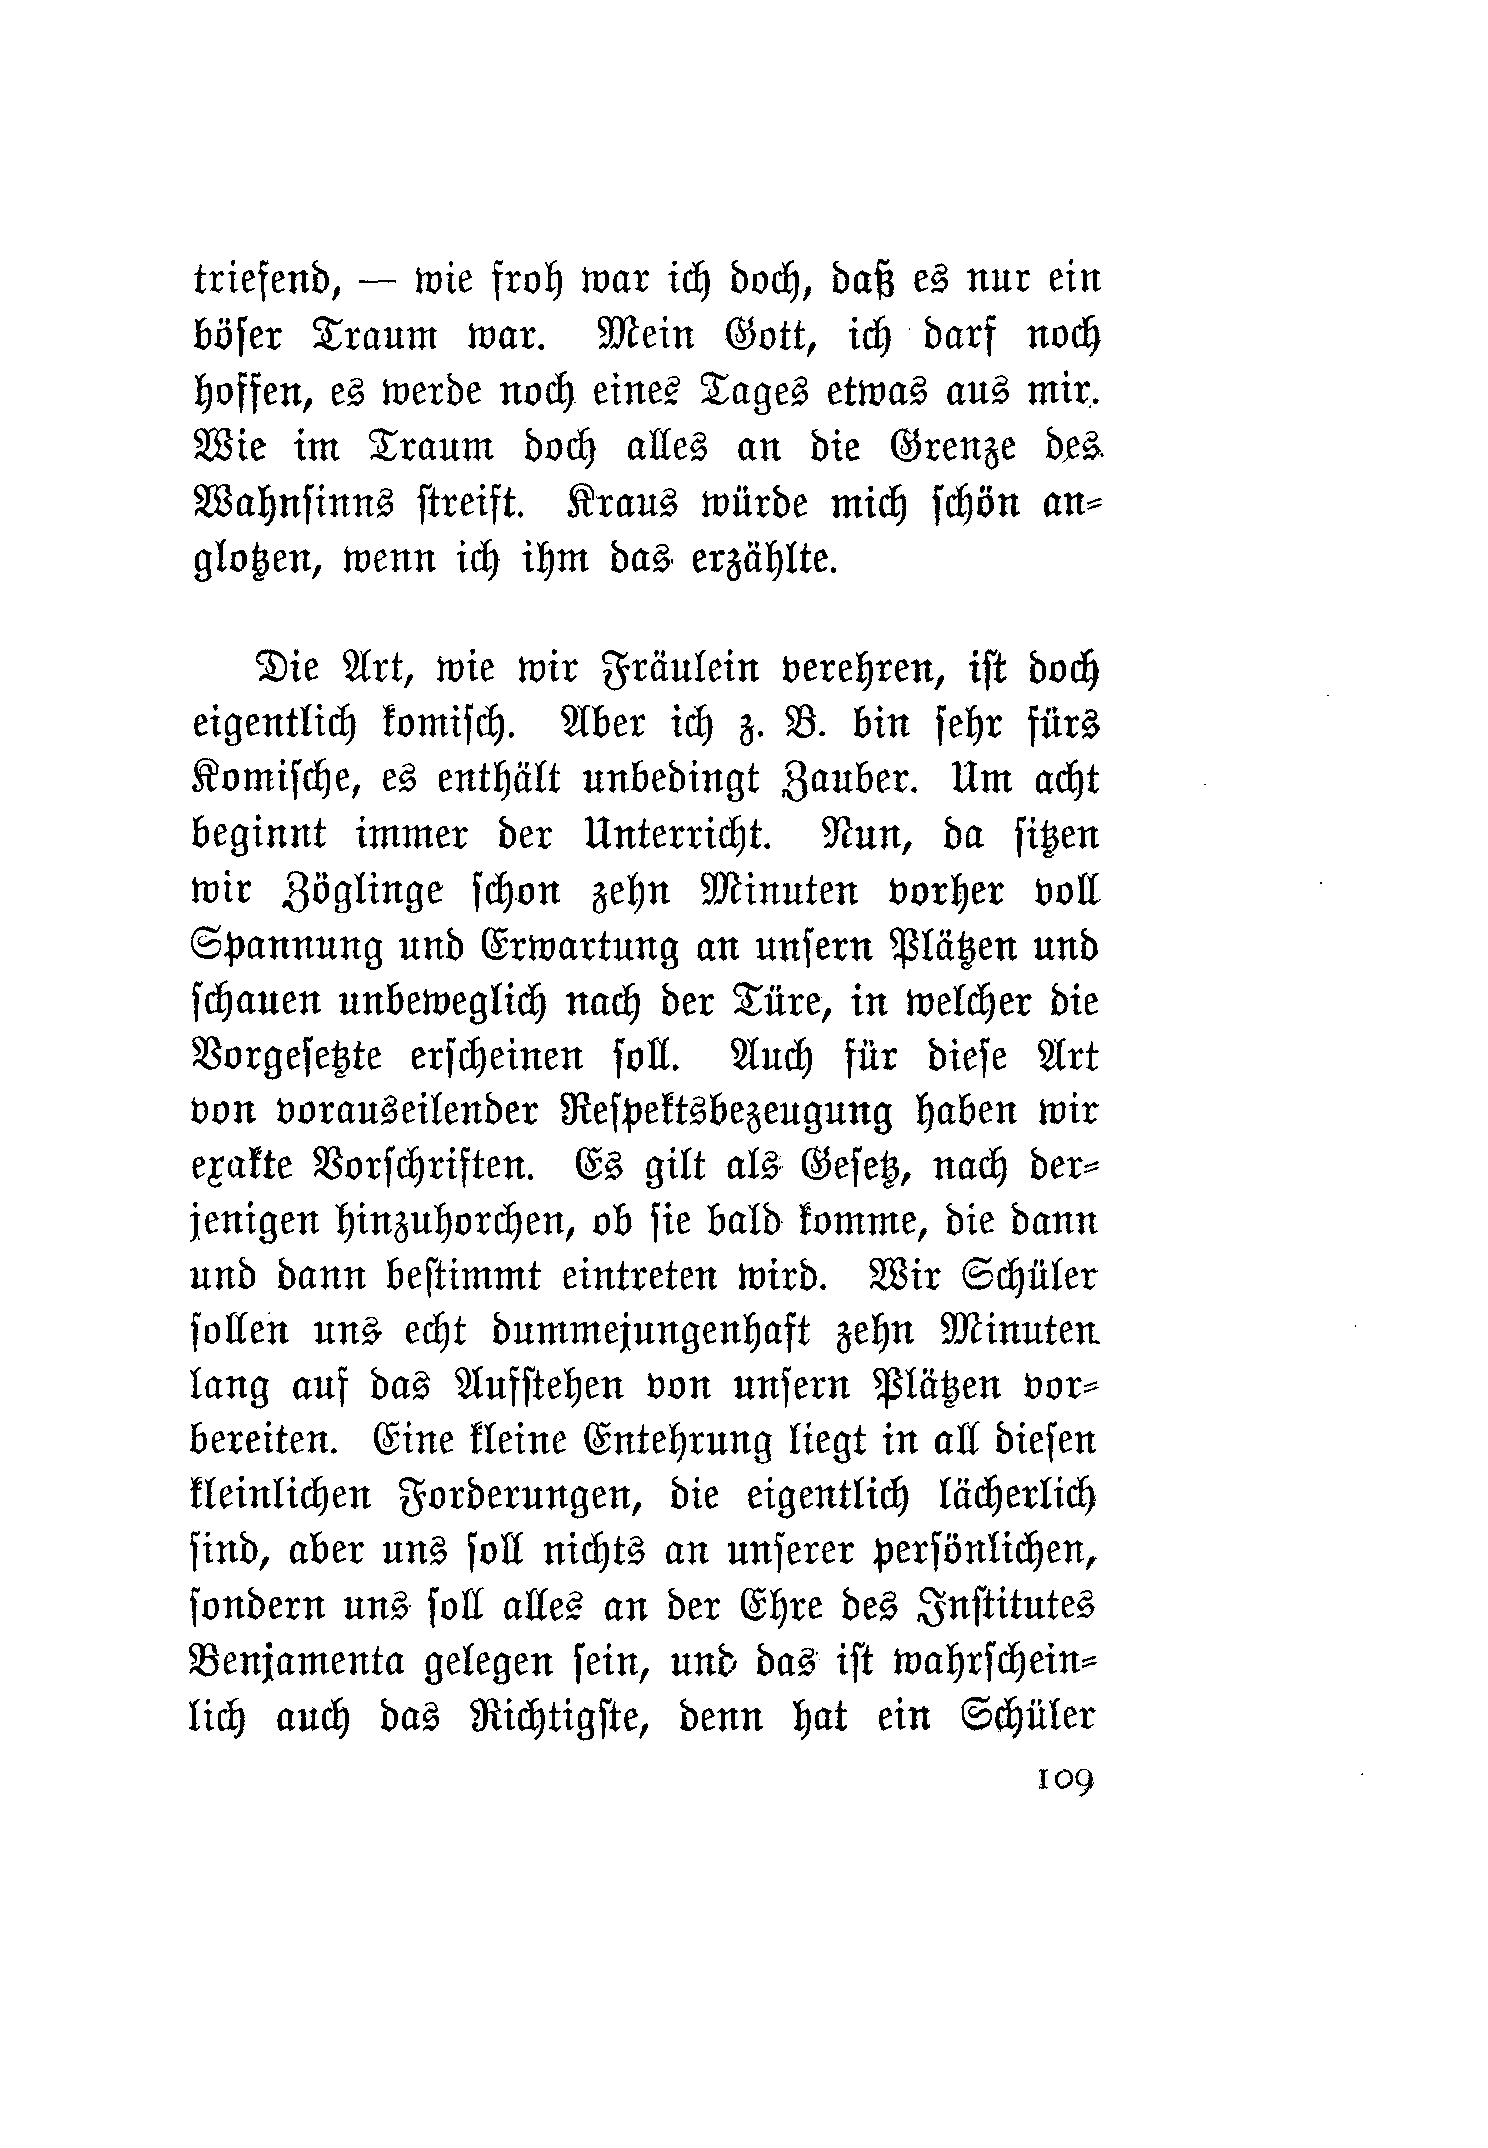 triefend, — wie froh war ich doch, daß es nur ein
böser Traum war. Mein Gott, ich darf noch
hoffen, es werde noch eines Tages etwas aus mir.
Wie im Traum doch alles an die Grenze des
Wahnsinns streift. Kraus würde mich schön an=
glotzen, wenn ich ihm das erzählte.
Die Art, wie wir Fräulein verehren, ist doch
eigentlich komisch. Aber ich z. B. bin sehr fürs
Komische, es enthält unbedingt Zauber. Um acht
beginnt immer der Unterricht. Nun, da sitzen
wir Zöglinge schon zehn Minuten vorher voll
Spannung und Erwartung an unsern Plätzen und
schauen unbeweglich nach der Türe, in welcher die
Vorgesetzte erscheinen soll. Auch für diese Art
von vorauseilender Respektsbezeugung haben wir
exakte Vorschriften. Es gilt als Gesetz, nach der=
jenigen hinzuhorchen, ob sie bald komme, die dann
und dann bestimmt eintreten wird. Wir Schüler
sollen uns echt dummejungenhaft zehn Minuten
lang auf das Aufstehen von unsern Plätzen vor=
bereiten. Eine kleine Entehrung liegt in all diesen
kleinlichen Forderungen, die eigentlich lächerlich
sind, aber uns soll nichts an unserer persönlichen,
sondern uns soll alles an der Ehre des Institutes
Benjamenta gelegen sein, und das ist wahrschein=
lich auch das Richtigste, denn hat ein Schüler
109